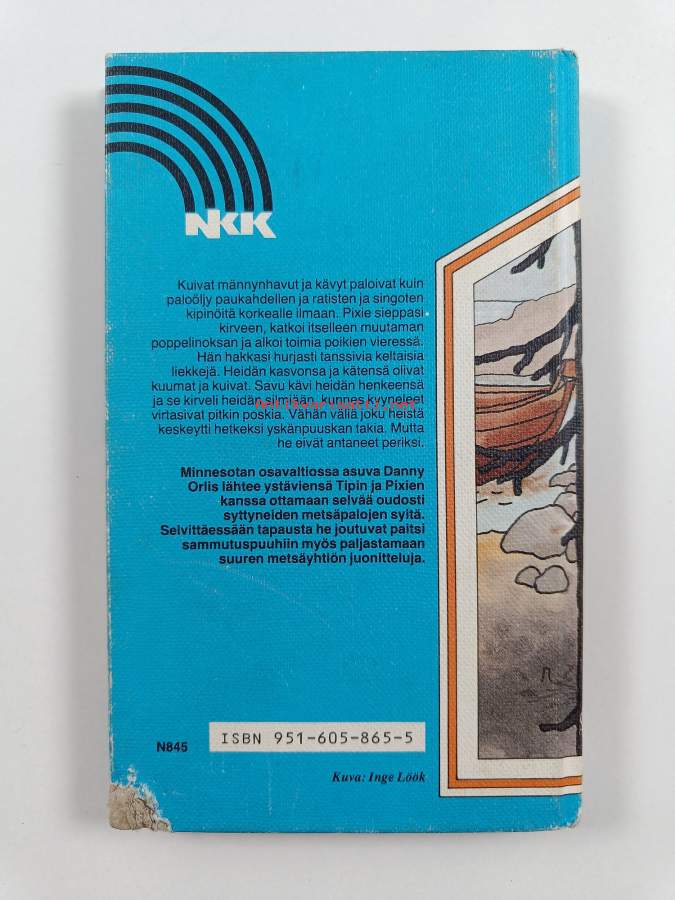 NKK
Kuivat männynhavut ja kävyt paloivat kuin
paloöljy paukahdellen ja ratisten ja singoten
kipinöitä korkealle ilmaan. Pixie sieppasi
kirveen, katkoi itselleen muutaman
poppelinoksan ja alkoi toimia poikien vieressä.
Hän hakkasi hurjasti tanssivia keltaisia
liekkejä. Heidän kasvonsa ja kätensä olivat
kuumat ja kuivat. Savu kävi heidän henkeensä
ja se kirveli heidän silmiään, kunnes kyyneleet
virtasivat pitkin poskia. Vähän väliä joku heistä
keskeytti hetkeksi yskänpuuskan takia. Mutta
he eivät antaneet periksi.
Minnesotan osavaltiossa asuva Danny
Orlis lähtee ystäviensä Tipin ja Pixien
kanssa ottamaan selvää oudosti
syttyneiden metsäpalojen syitä.
Selvittäessään tapausta he joutuvat paitsi
sammutuspuuhiin myös paljastamaan
suuren metsäyhtiön juonitteluja.
N845
ISBN 951-605-865-5
Kuva: Inge Löök